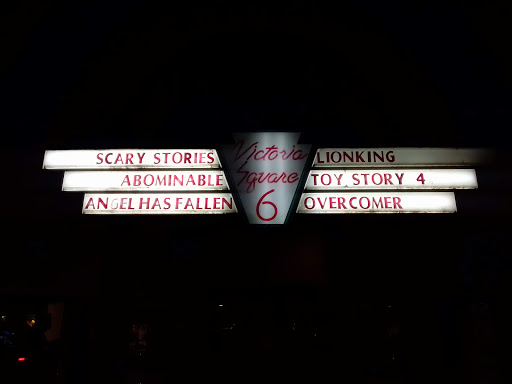 SCARY STORIES
ABOMINABLE
ANGEL HAS FALLEN
Victoria
Square
6
LIONKING
TOY STORY 4
OVERCOMER